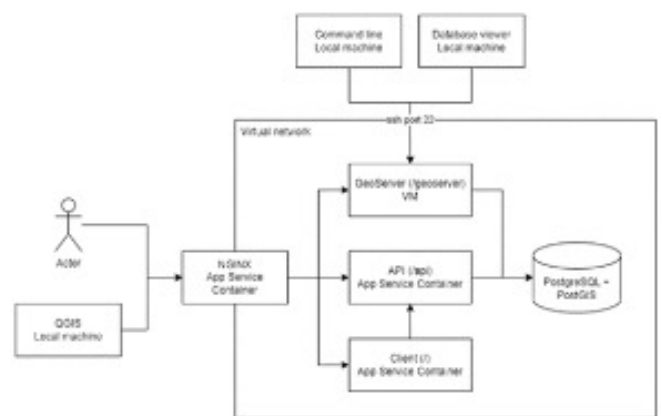 Command line
Local machine
Database viewer
Local machine
ssh port 22
Virtual network
GeoServer (/geoserver)
VM
Actor
NGINX
App Service
Container
API (/api)
App Service Container
PostgreSQL +
PostGIS
QGIS
Local machine
Client (/)
App Service Container